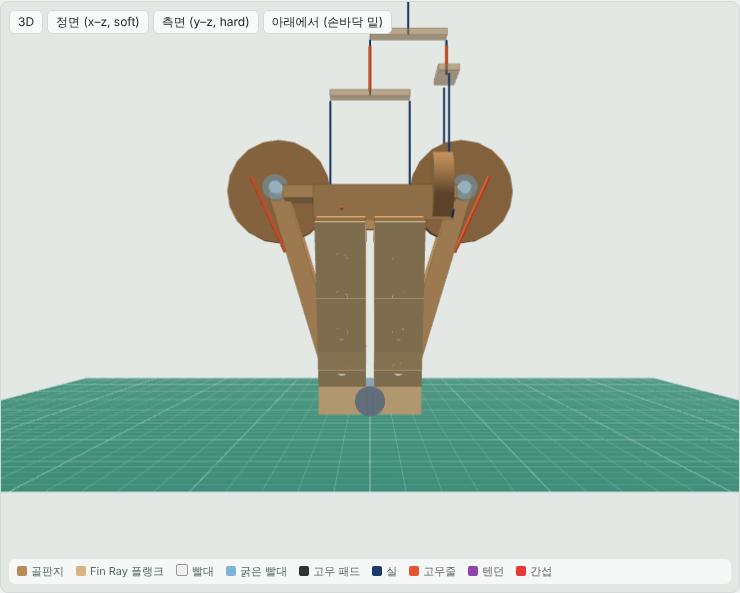 3D 정면 (x–z, soft) 측면 (y–z, hard) 아래에서 (손바닥 밑)
골판지 Fin Ray 플랭크 빨대 굵은 빨대 고무 패드 실 고무줄 텐던 간섭